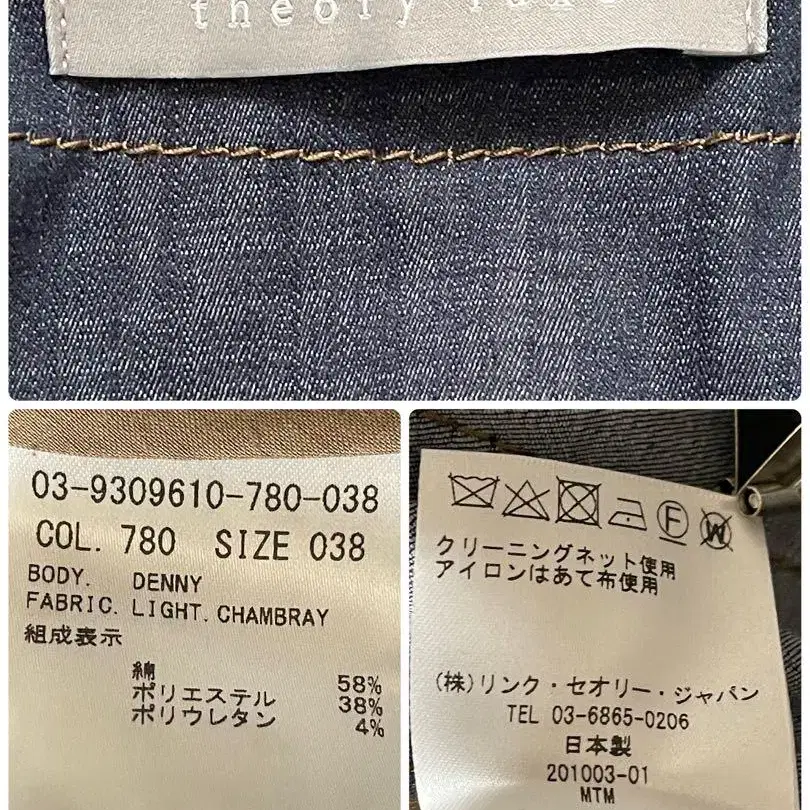 theory luxe
03-9309610-780-038
COL. 780 SIZE 038
BODY. DENNY
FABRIC. LIGHT. CHAMBRAY
組成表示
綿 58%
ポリエステル 38%
ポリウレタン 4%
F W
クリーニングネット使用
アイロンはあて布使用
(株)リンク・セオリー・ジャパン
TEL 03-6865-0206
日本製
201003-01
MTM